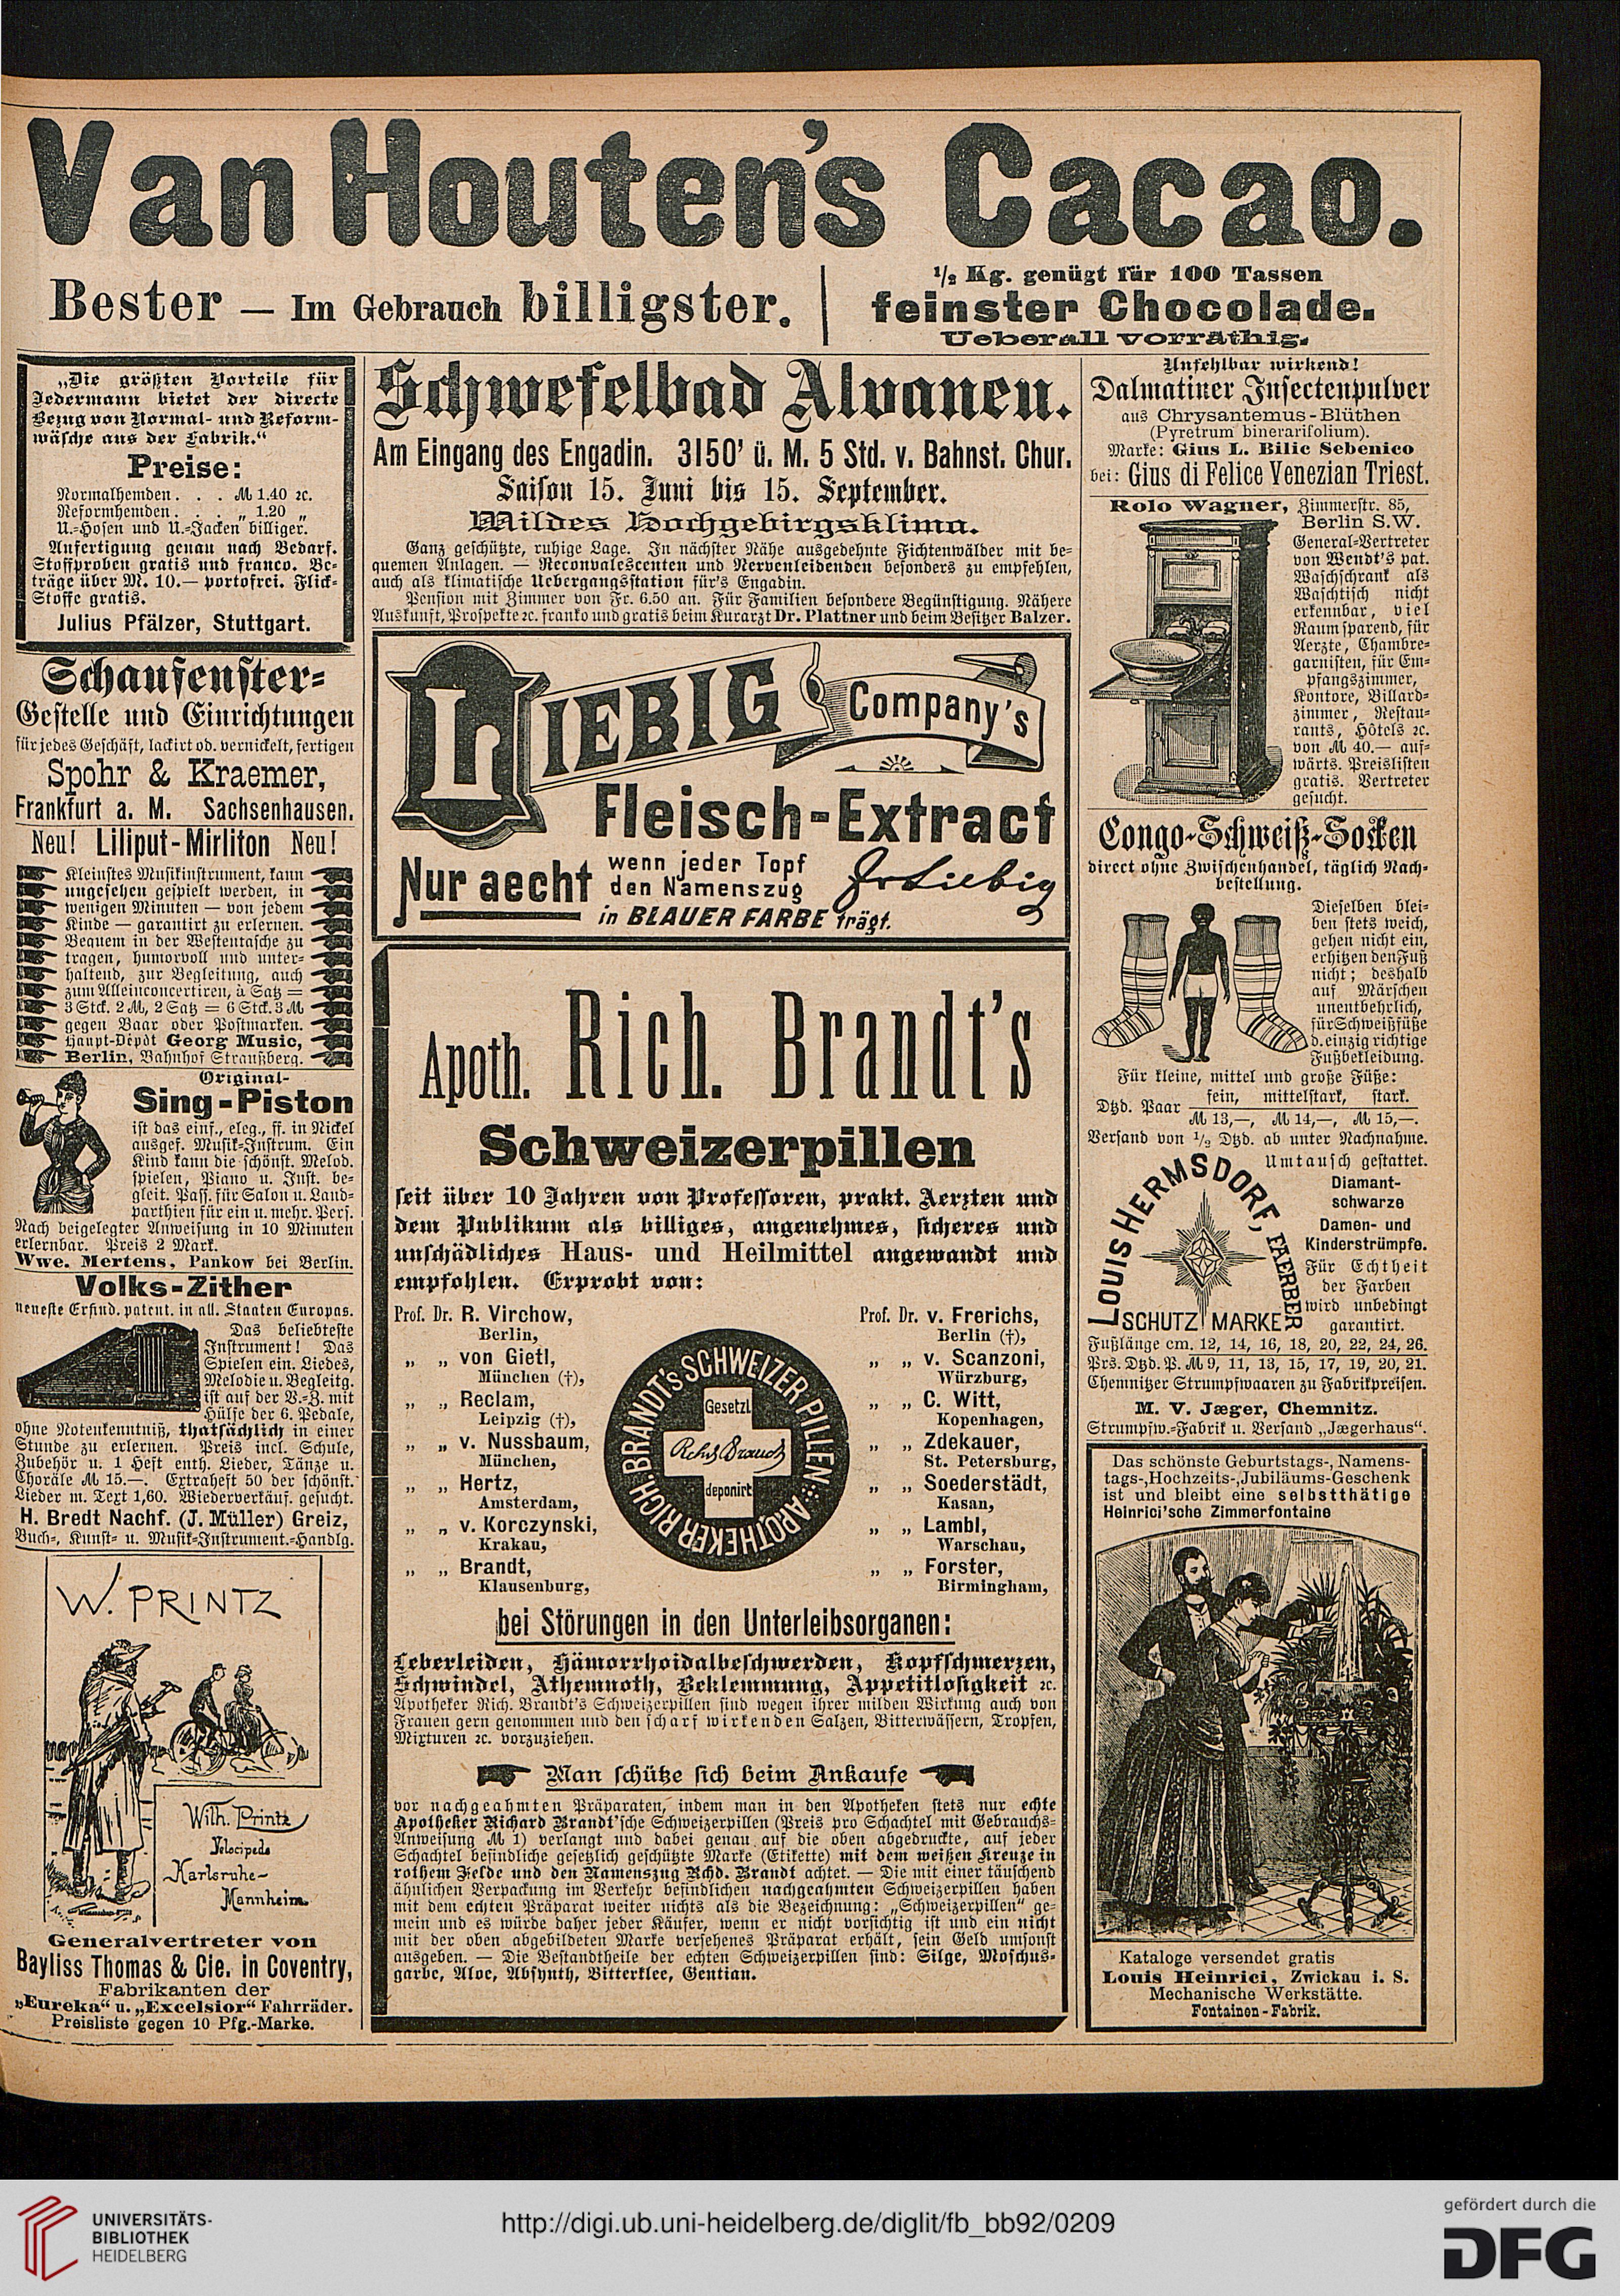 Van Houten's Cacao.
Bester — Im Gebrauch billigster.
1/2 Kg. genügt für 100 Tassen
feinster Chocolade.
Ueberall vorräthig.
„Die größten Vorteile für
Jedermann bietet der directe
Bezug von Normal- und Reform-
wäsche aus der Fabrik.“
Preise:
Normalhemden . . . M 1.40 ꝛc.
Reformhemden . . . „ 1.20 „
U.-Hosen und U.-Jacken billiger.
Anfertigung genau nach Bedarf.
Stoffproben gratis und franco. Be-
träge über M. 10.— portofrei. Flick-
Stoffe gratis.
Julius Pfälzer, Stuttgart.
Schaufenster-
Gestelle und Einrichtungen
für jedes Geschäft, lackirt od. vernickelt, fertigen
Spohr & Kraemer,
Frankfurt a. M. Sachsenhausen.
Neu! Liliput-Mirliton Neu!
Kleinstes Musikinstrument, kann
ungesehen gespielt werden, in
wenigen Minuten — von jedem
Kinde — garantirt zu erlernen.
Bequem in der Westentasche zu
tragen, humorvoll und unter-
haltend, zur Begleitung, auch
zum Alleinconcertiren, à Satz =
3 Stck. 2 M, 2 Satz = 6 Stck. 3 M
gegen Baar oder Postmarken.
Haupt-Dépôt Georg Music,
Berlin, Bahnhof Straußberg.
Original-
Sing-Piston
ist das einf., eleg., ff. in Nickel
ausgef. Musik-Instrum. Ein
Kind kann die schönst. Melod.
spielen, Piano u. Inst. be-
gleit. Pass. für Salon u. Land-
parthien für ein u. mehr. Pers.
Nach beigelegter Anweisung in 10 Minuten
erlernbar. Preis 2 Mark.
Wwe. Mertens, Pankow bei Berlin.
Volks-Zither
neueste Erfind. patent. in all. Staaten Europas.
Das beliebteste
Instrument! Das
Spielen ein. Liedes,
Melodie u. Begleitg.
ist auf der V.-Z. mit
Hülfe der 6. Pedale,
ohne Notenkenntniß, thatsächlich in einer
Stunde zu erlernen. Preis incl. Schule,
Zubehör u. 1 Heft enth. Lieder, Tänze u.
Choräle M 15.—. Extraheft 50 der schönst.
Lieder m. Text 1,60. Wiederverkäuf. gesucht.
H. Bredt Nachf. (J. Müller) Greiz,
Buch-, Kunst- u. Musik-Instrument.-Handlg.
W. PRINTZ
Wilh. Printz
Velocipede
Karlsruhe-
Mannheim.
Generalvertreter von
Bayliss Thomas & Cie. in Coventry,
Fabrikanten der
„Eureka“ u. „Excelsior“ Fahrräder.
Preisliste gegen 10 Pfg.-Marke.
Schwefelbad Alvaneu.
Am Eingang des Engadin. 3150' ü. M. 5 Std. v. Bahnst. Chur.
Saison 15. Juni bis 15. September.
Mildes Hochgebirgsklima.
Ganz geschützte, ruhige Lage. In nächster Nähe ausgedehnte Fichtenwälder mit be-
quemen Anlagen. — Reconvalescenten und Nervenleidenden besonders zu empfehlen,
auch als klimatische Uebergangsstation für's Engadin.
Pension mit Zimmer von Fr. 6.50 an. Für Familien besondere Begünstigung. Nähere
Auskunft, Prospekte ꝛc. franko und gratis beim Kurarzt Dr. Plattner und beim Besitzer Balzer.
LIEBIG Company's
Fleisch-Extract
Nur aecht wenn jeder Topf
den Namenszug
JvLiebig
in BLAUER FARBE trägt.
Apoth. Rich. Brandt's
Schweizerpillen
seit über 10 Jahren von Professoren, prakt. Aerzten und
dem Publikum als billiges, angenehmes, sicheres und
unschädliches Haus- und Heilmittel angewandt und
empfohlen. Erprobt von:
Prof. Dr. R. Virchow,
Berlin,
„ „ von Gietl,
München (†),
„ „ Reclam,
Leipzig (†),
„ „ v. Nussbaum,
München,
„ „ Hertz,
Amsterdam,
„ „ v. Korczynski,
Krakau,
„ „ Brandt,
Klausenburg,
APOTHEKER RICH. BRANDT'S SCHWEIZER PILLEN
Gesetzl.
Rchd Brandt
deponirt
Prof. Dr. v. Frerichs,
Berlin (†),
„ „ v. Scanzoni,
Würzburg,
„ „ C. Witt,
Kopenhagen,
„ „ Zdekauer,
St. Petersburg,
„ „ Soederstädt,
Kasan,
„ „ Lambl,
Warschau,
„ „ Forster,
Birmingham,
bei Störungen in den Unterleibsorganen:
Leberleiden, Hämorrhoidalbeschwerden, Kopfschmerzen,
Schwindel, Athemnoth, Beklemmung, Appetitlosigkeit ꝛc.
Apotheker Rich. Brandt's Schweizerpillen sind wegen ihrer milden Wirkung auch von
Frauen gern genommen und den scharf wirkenden Salzen, Bitterwässern, Tropfen,
Mixturen ꝛc. vorzuziehen.
Man schütze sich beim Ankaufe
vor nachgeahmten Präparaten, indem man in den Apotheken stets nur echte
Apotheker Richard Brandt'sche Schweizerpillen (Preis pro Schachtel mit Gebrauchs-
Anweisung M 1) verlangt und dabei genau auf die oben abgedruckte, auf jeder
Schachtel befindliche gesetzlich geschützte Marke (Etikette) mit dem weißen Kreuze in
rothem Felde und den Namenszug Rchd. Brandt achtet. — Die mit einer täuschend
ähnlichen Verpackung im Verkehr befindlichen nachgeahmten Schweizerpillen haben
mit dem echten Präparat weiter nichts als die Bezeichnung: „Schweizerpillen“ ge-
mein und es würde daher jeder Käufer, wenn er nicht vorsichtig ist und ein nicht
mit der oben abgebildeten Marke versehenes Präparat erhält, sein Geld umsonst
ausgeben. — Die Bestandtheile der echten Schweizerpillen sind: Silge, Moschus-
garbe, Aloe, Absynth, Bitterklee, Gentian.
Unfehlbar wirkend!
Dalmatiner Insectenpulver
aus Chrysantemus-Blüthen
(Pyretrum binerarifolium).
Marke: Gius L. Bilic Sebenico
bei: Gius di Felice Venezian Triest.
Rolo Wagner, Zimmerstr. 85,
Berlin S.W.
General-Vertreter
von Wendt's pat.
Waschschrank als
Waschtisch nicht
erkennbar, viel
Raum sparend, für
Aerzte, Chambre-
garnisten, für Em-
pfangszimmer,
Kontore, Billard-
zimmer, Restau-
rants, Hôtels ꝛc.
von M 40.— auf-
wärts. Preislisten
gratis. Vertreter
gesucht.
Congo-Schweiß-Socken
direct ohne Zwischenhandel, täglich Nach-
bestellung.
Dieselben blei-
ben stets weich,
gehen nicht ein,
erhitzen den Fuß
nicht; deshalb
auf Märschen
unentbehrlich,
für Schweißfüße
d. einzig richtige
Fußbekleidung.
Für kleine, mittel und große Füße:
fein, mittelstark, stark.
Dtzd. Paar M 13,—, M 14,—, M 15,—.
Versand von 1/2 Dtzd. ab unter Nachnahme.
Umtausch gestattet.
LOUIS HERMSDORF, FAERBER
SCHUTZ MARKE
Diamant-
schwarze
Damen- und
Kinderstrümpfe.
Für Echtheit
der Farben
wird unbedingt
garantirt.
Fußlänge cm. 12, 14, 16, 18, 20, 22, 24, 26.
Prs. Dtzd. P. M 9, 11, 13, 15, 17, 19, 20, 21.
Chemnitzer Strumpfwaaren zu Fabrikpreisen.
M. V. Jæger, Chemnitz.
Strumpfw.-Fabrik u. Versand „Jægerhaus“.
Das schönste Geburtstags-, Namens-
tags-, Hochzeits-, Jubiläums-Geschenk
ist und bleibt eine selbstthätige
Heinrici'sche Zimmerfontaine
Kataloge versendet gratis
Louis Heinrici, Zwickau i. S.
Mechanische Werkstätte.
Fontainen-Fabrik.
UNIVERSITÄTS-
BIBLIOTHEK
HEIDELBERG
http://digi.ub.uni-heidelberg.de/diglit/fb_bb92/0209
gefördert durch die
DFG